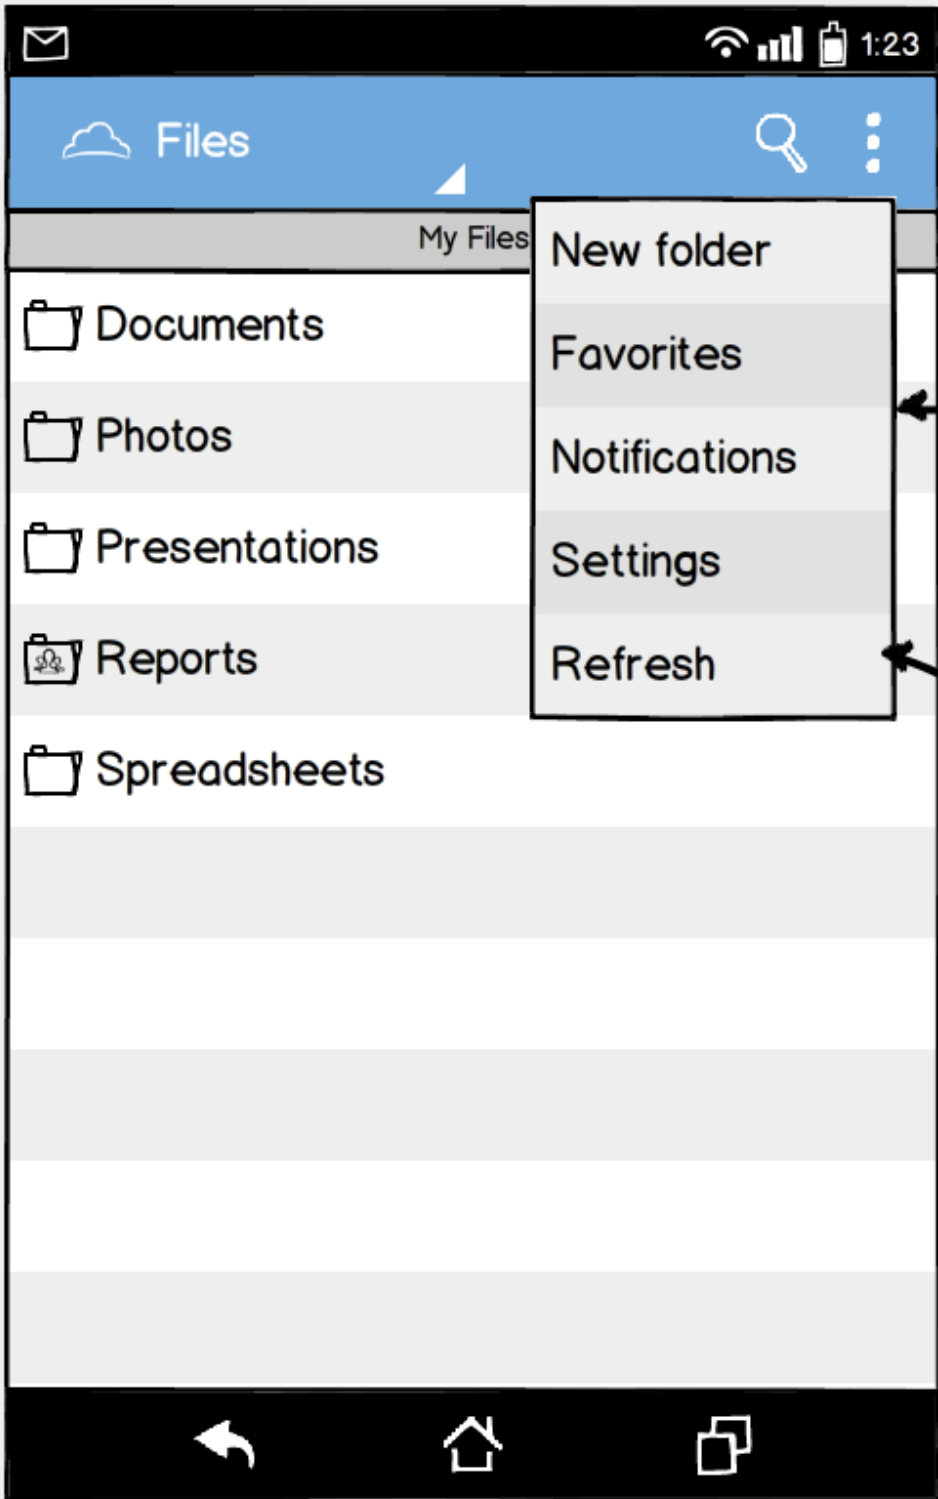 1:23
Files
My Files
New folder
Favorites
Notifications
Settings
Refresh
Documents
Photos
Presentations
Reports
Spreadsheets